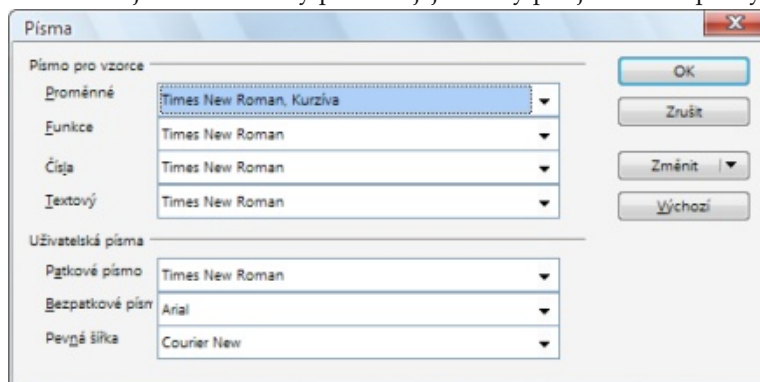 Písma
Písmo pro vzorce
Proměnné Times New Roman, Kurzíva
Funkce Times New Roman
Čísla Times New Roman
Textový Times New Roman
Uživatelská písma
Patkové písmo Times New Roman
Bezpatkové písm Arial
Pevná šířka Courier New
OK
Zrušit
Změnit
Výchozí